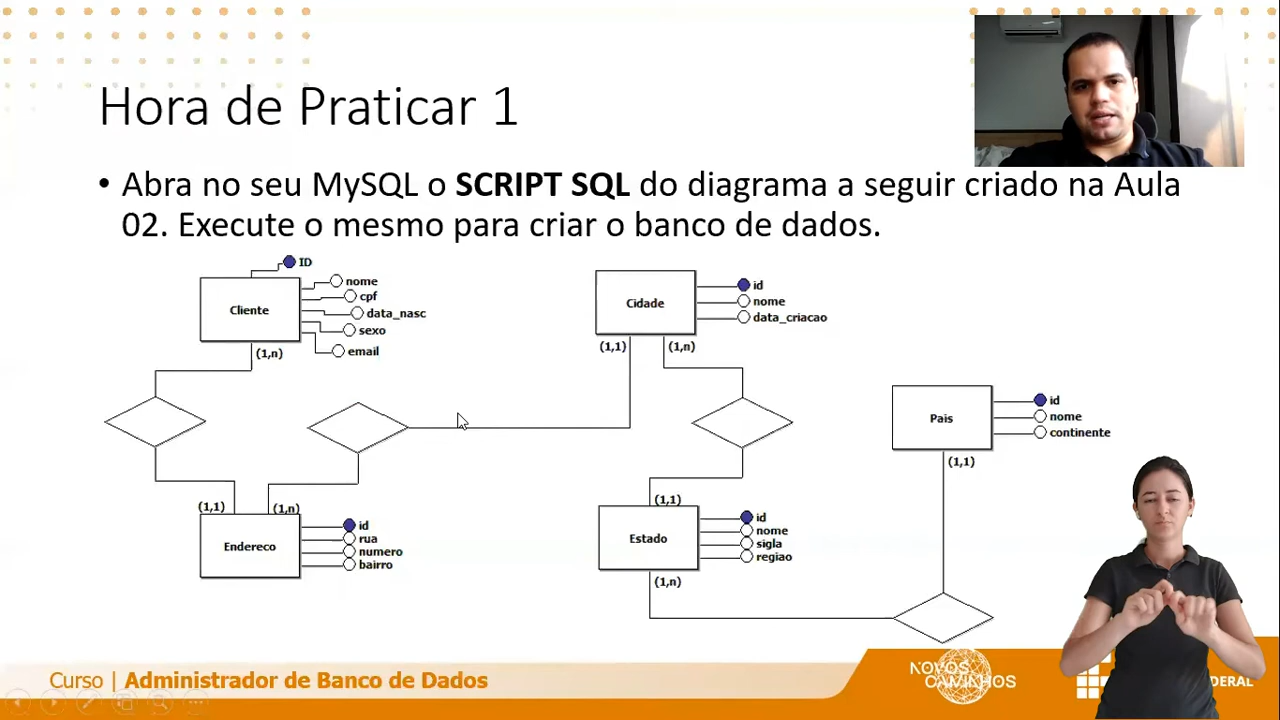 Hora de Praticar 1
• Abra no seu MySQL o SCRIPT SQL do diagrama a seguir criado na Aula
02. Execute o mesmo para criar o banco de dados.
ID
nome
cpf
data_nasc
sexo
email
Cliente
(1,n)
Cidade
id
nome
data_criacao
(1,1)
(1,n)
Pais
id
nome
continente
(1,1)
(1,1)
(1,n)
Endereco
id
rua
numero
bairro
(1,1)
Estado
id
nome
sigla
regiao
(1,n)
Curso | Administrador de Banco de Dados
NOVOS
CAMINHOS
DERAL